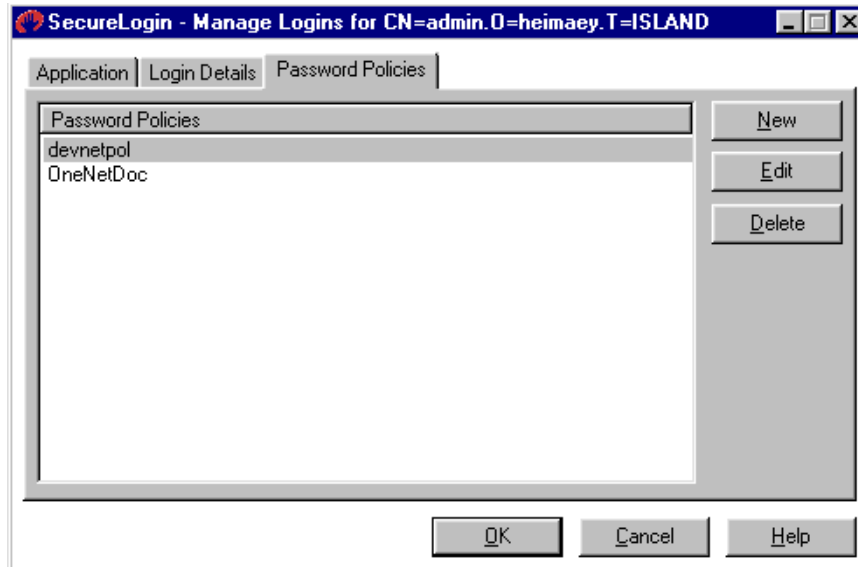 SecureLogin - Manage Logins for CN=admin.O=heimaey.T=ISLAND
Application Login Details Password Policies
Password Policies
devnetpol
OneNetDoc
New
Edit
Delete
OK Cancel Help